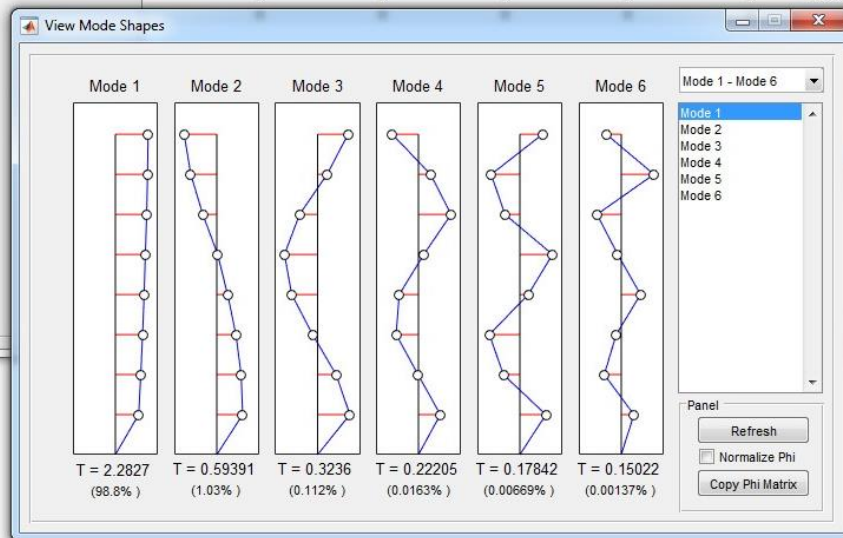 View Mode Shapes
Mode 1 Mode 2 Mode 3 Mode 4 Mode 5 Mode 6
T = 2.2827 T = 0.59391 T = 0.3236 T = 0.22205 T = 0.17842 T = 0.15022
(98.8% ) (1.03% ) (0.112% ) (0.0163% ) (0.00669% ) (0.00137% )
Mode 1 - Mode 6
Mode 1
Mode 2
Mode 3
Mode 4
Mode 5
Mode 6
Panel
Refresh
Normalize Phi
Copy Phi Matrix